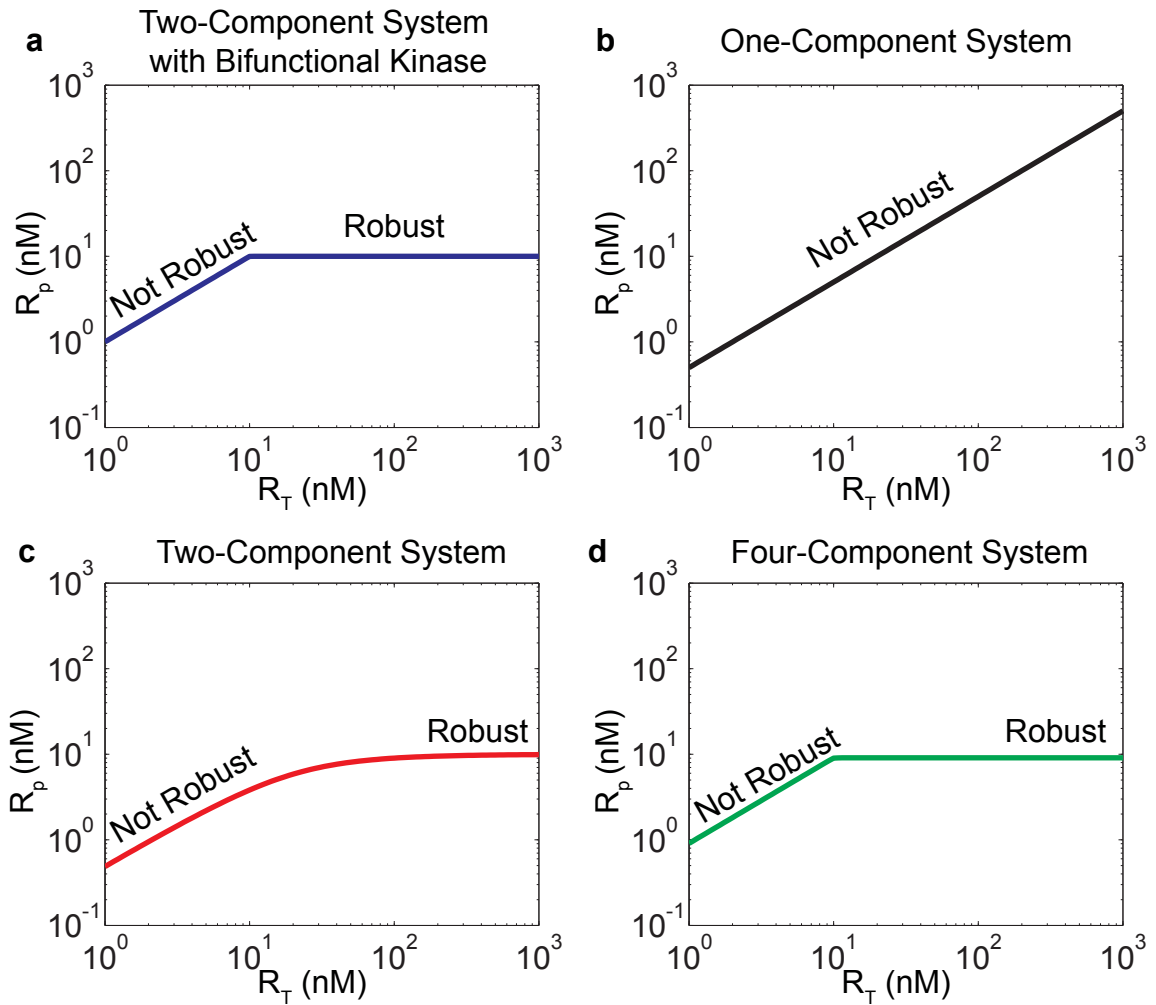 a
Two-Component System
with Bifunctional Kinase
10^3
10^2
10^1
10^0
10^-1
R_p (nM)
Not Robust
Robust
10^0 10^1 10^2 10^3
R_T (nM)
b
One-Component System
10^3
10^2
10^1
10^0
10^-1
R_p (nM)
Not Robust
10^0 10^1 10^2 10^3
R_T (nM)
c
Two-Component System
10^3
10^2
10^1
10^0
10^-1
R_p (nM)
Not Robust
Robust
10^0 10^1 10^2 10^3
R_T (nM)
d
Four-Component System
10^3
10^2
10^1
10^0
10^-1
R_p (nM)
Not Robust
Robust
10^0 10^1 10^2 10^3
R_T (nM)